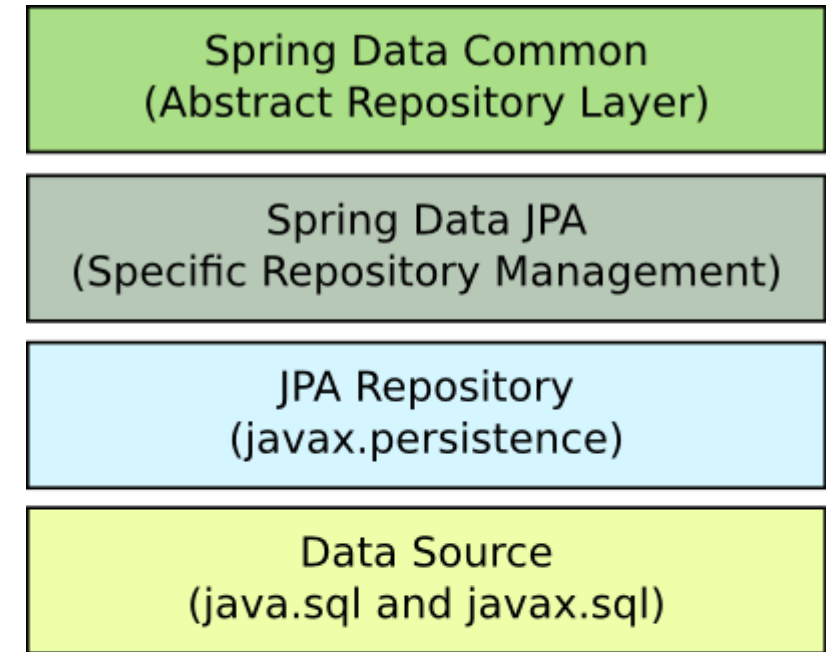 Spring Data Common
(Abstract Repository Layer)
Spring Data JPA
(Specific Repository Management)
JPA Repository
(javax.persistence)
Data Source
(java.sql and javax.sql)